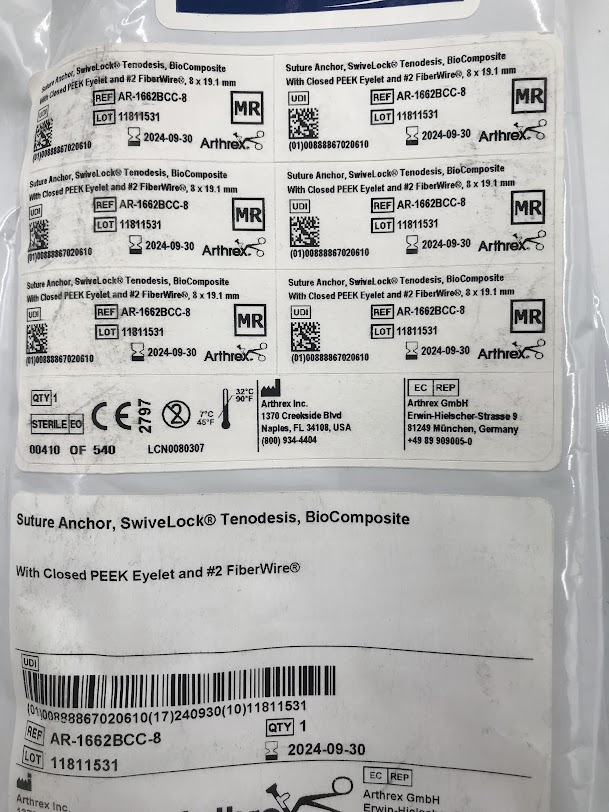 Suture Anchor, SwiveLock® Tenodesis, BioComposite
With Closed PEEK Eyelet and #2 FiberWire®, 8 x 19.1 mm
UDI
REF AR-1662BCC-8
LOT 11811531
MR
2024-09-30
Arthrex
(01)00888867020610
Suture Anchor, SwiveLock® Tenodesis, BioComposite
With Closed PEEK Eyelet and #2 FiberWire®, 8 x 19.1 mm
UDI
REF AR-1662BCC-8
LOT 11811531
MR
2024-09-30
Arthrex
(01)00888867020610
Suture Anchor, SwiveLock® Tenodesis, BioComposite
With Closed PEEK Eyelet and #2 FiberWire®, 8 x 19.1 mm
UDI
REF AR-1662BCC-8
LOT 11811531
MR
2024-09-30
Arthrex
(01)00888867020610
Suture Anchor, SwiveLock® Tenodesis, BioComposite
With Closed PEEK Eyelet and #2 FiberWire®, 8 x 19.1 mm
UDI
REF AR-1662BCC-8
LOT 11811531
MR
2024-09-30
Arthrex
(01)00888867020610
Suture Anchor, SwiveLock® Tenodesis, BioComposite
With Closed PEEK Eyelet and #2 FiberWire®, 8 x 19.1 mm
UDI
REF AR-1662BCC-8
LOT 11811531
MR
2024-09-30
Arthrex
(01)00888867020610
Suture Anchor, SwiveLock® Tenodesis, BioComposite
With Closed PEEK Eyelet and #2 FiberWire®, 8 x 19.1 mm
UDI
REF AR-1662BCC-8
LOT 11811531
MR
2024-09-30
Arthrex
(01)00888867020610
QTY 1
STERILE EO
CE 2797
2
7°C
45°F
32°C
90°F
00410 OF 540
LCN0080307
Arthrex Inc.
1370 Creekside Blvd
Naples, FL 34108, USA
(800) 934-4404
EC REP
Arthrex GmbH
Erwin-Hielscher-Strasse 9
81249 München, Germany
+49 89 909005-0
Suture Anchor, SwiveLock® Tenodesis, BioComposite
With Closed PEEK Eyelet and #2 FiberWire®
UDI
(01)00888867020610(17)240930(10)11811531
REF AR-1662BCC-8
QTY 1
LOT 11811531
2024-09-30
Arthrex Inc.
Arthrex
EC REP
Arthrex GmbH